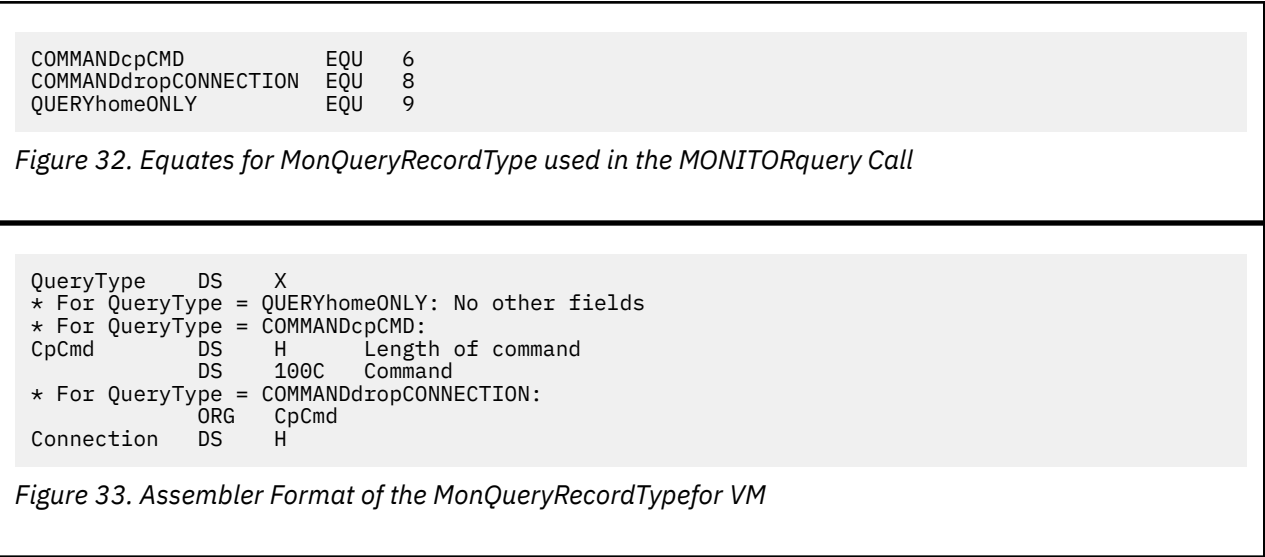 COMMANDcpCMD              EQU   6
COMMANDdropCONNECTION  EQU   8
QUERYhomeONLY             EQU   9
Figure 32. Equates for MonQueryRecordType used in the MONITORquery Call
QueryType    DS    X
* For QueryType = QUERYhomeONLY: No other fields
* For QueryType = COMMANDcpCMD:
CpCmd        DS    H      Length of command
             DS    100C   Command
* For QueryType = COMMANDdropCONNECTION:
             ORG   CpCmd
Connection   DS    H
Figure 33. Assembler Format of the MonQueryRecordTypefor VM